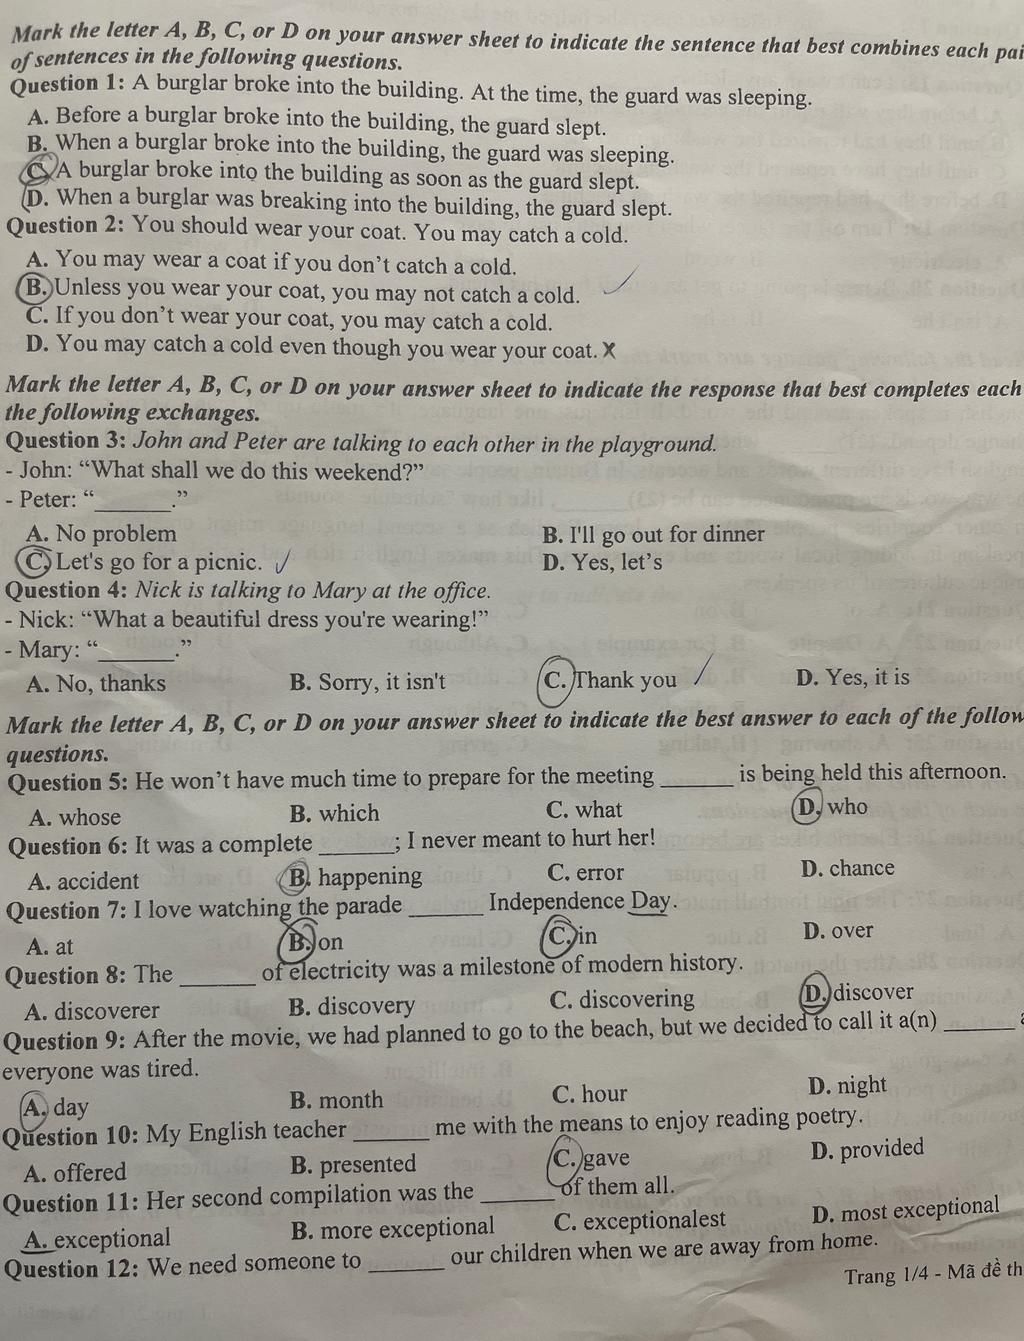 Mark the letter A, B, C, or D on your answer sheet to indicate the sentence that best combines each pai
of sentences in the following questions.
Question 1: A burglar broke into the building. At the time, the guard was sleeping.
A. Before a burglar broke into the building, the guard slept.
B. When a burglar broke into the building, the guard was sleeping.
C. A burglar broke into the building as soon as the guard slept.
D. When a burglar was breaking into the building, the guard slept.
Question 2: You should wear your coat. You may catch a cold.
A. You may wear a coat if you don't catch a cold.
B. Unless you wear your coat, you may not catch a cold.
C. If you don't wear your coat, you may catch a cold.
D. You may catch a cold even though you wear your coat. X
Mark the letter A, B, C, or D on your answer sheet to indicate the response that best completes each
the following exchanges.
Question 3: John and Peter are talking to each other in the playground.
- John: “What shall we do this weekend?”
- Peter: “_______.”
A. No problem B. I'll go out for dinner
C. Let's go for a picnic. D. Yes, let's
Question 4: Nick is talking to Mary at the office.
- Nick: “What a beautiful dress you're wearing!”
- Mary: “_______.”
A. No, thanks B. Sorry, it isn't C. Thank you D. Yes, it is
Mark the letter A, B, C, or D on your answer sheet to indicate the best answer to each of the follow
questions.
Question 5: He won't have much time to prepare for the meeting _______ is being held this afternoon.
A. whose B. which C. what D. who
Question 6: It was a complete _______; I never meant to hurt her!
A. accident B. happening C. error D. chance
Question 7: I love watching the parade _______ Independence Day.
A. at B. on C. in D. over
Question 8: The _______ of electricity was a milestone of modern history.
A. discoverer B. discovery C. discovering D. discover
Question 9: After the movie, we had planned to go to the beach, but we decided to call it a(n) _______
everyone was tired.
A. day B. month C. hour D. night
Question 10: My English teacher _______ me with the means to enjoy reading poetry.
A. offered B. presented C. gave D. provided
Question 11: Her second compilation was the _______ of them all.
A. exceptional B. more exceptional C. exceptionalest D. most exceptional
Question 12: We need someone to _______ our children when we are away from home.
Trang 1/4 - Mã đề th